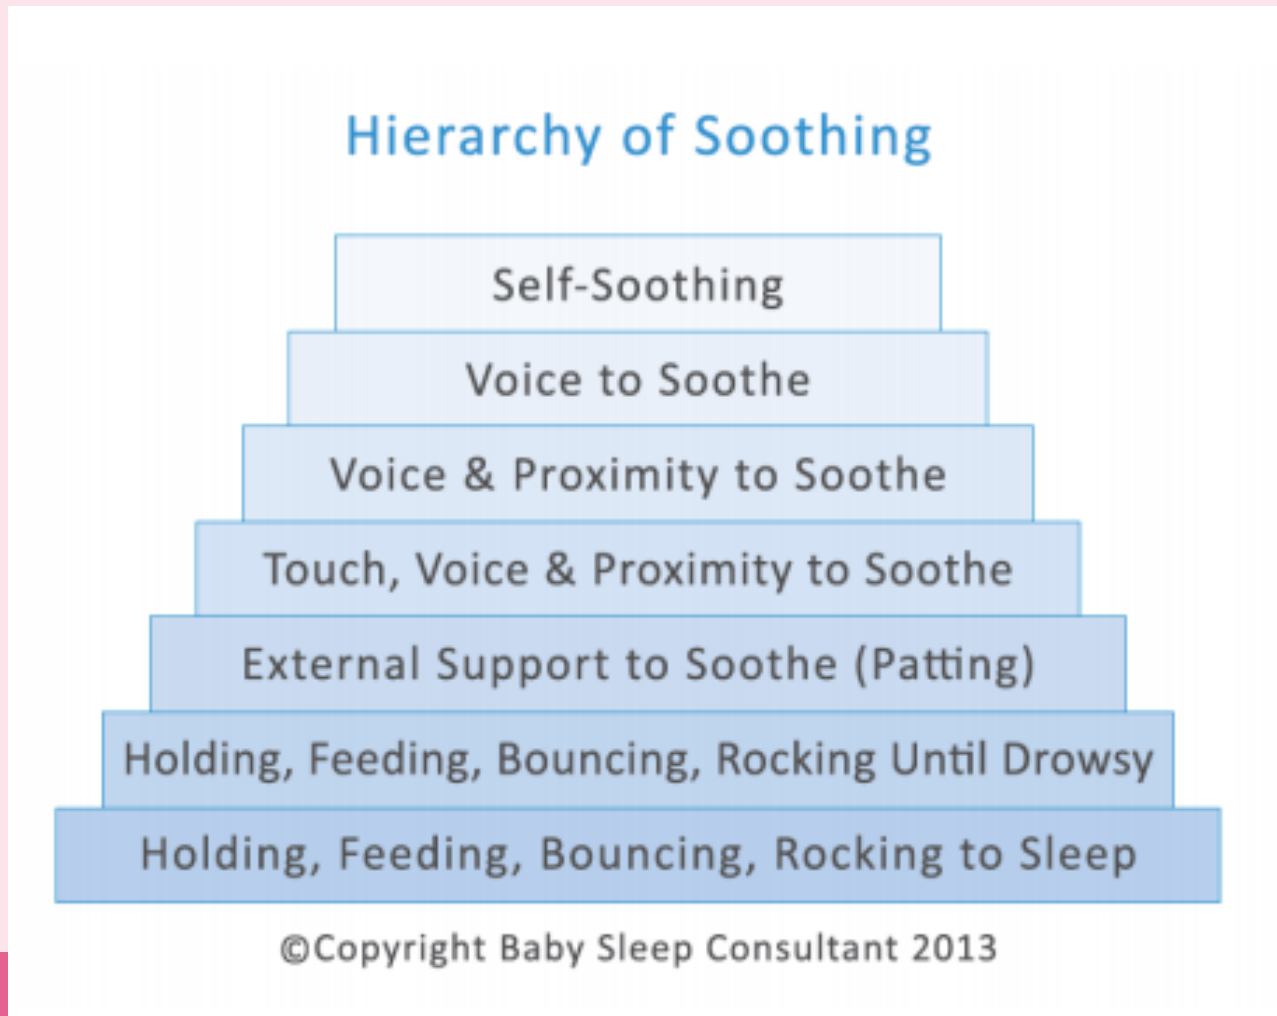 Hierarchy of Soothing
Self-Soothing
Voice to Soothe
Voice & Proximity to Soothe
Touch, Voice & Proximity to Soothe
External Support to Soothe (Patting)
Holding, Feeding, Bouncing, Rocking Until Drowsy
Holding, Feeding, Bouncing, Rocking to Sleep
©Copyright Baby Sleep Consultant 2013